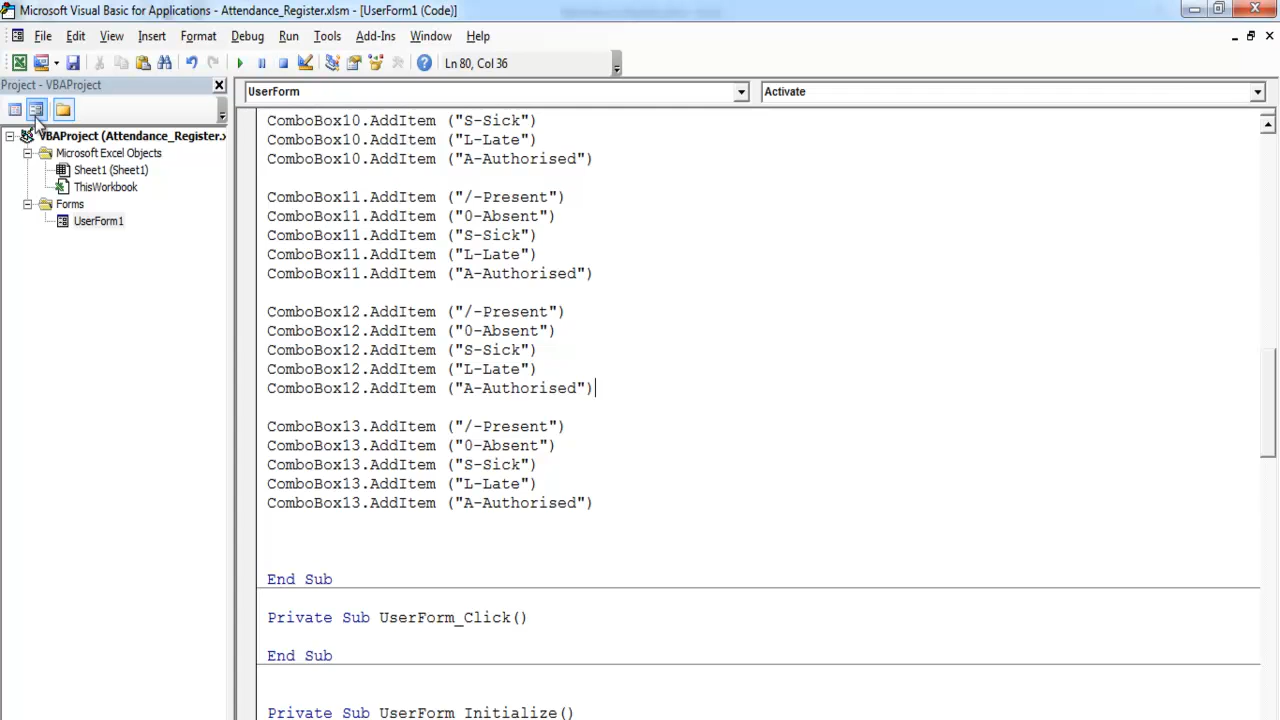 Microsoft Visual Basic for Applications - Attendance_Register.xlsm - [UserForm1 (Code)]
File Edit View Insert Format Debug Run Tools Add-Ins Window Help
Ln 80, Col 36
Project - VBAProject
UserForm
Activate
VBAProject (Attendance_Register.x
Microsoft Excel Objects
Sheet1 (Sheet1)
ThisWorkbook
Forms
UserForm1
ComboBox10.AddItem ("S-Sick")
ComboBox10.AddItem ("L-Late")
ComboBox10.AddItem ("A-Authorised")
ComboBox11.AddItem ("/-Present")
ComboBox11.AddItem ("0-Absent")
ComboBox11.AddItem ("S-Sick")
ComboBox11.AddItem ("L-Late")
ComboBox11.AddItem ("A-Authorised")
ComboBox12.AddItem ("/-Present")
ComboBox12.AddItem ("0-Absent")
ComboBox12.AddItem ("S-Sick")
ComboBox12.AddItem ("L-Late")
ComboBox12.AddItem ("A-Authorised")
ComboBox13.AddItem ("/-Present")
ComboBox13.AddItem ("0-Absent")
ComboBox13.AddItem ("S-Sick")
ComboBox13.AddItem ("L-Late")
ComboBox13.AddItem ("A-Authorised")
End Sub
Private Sub UserForm_Click()
End Sub
Private Sub UserForm_Initialize()